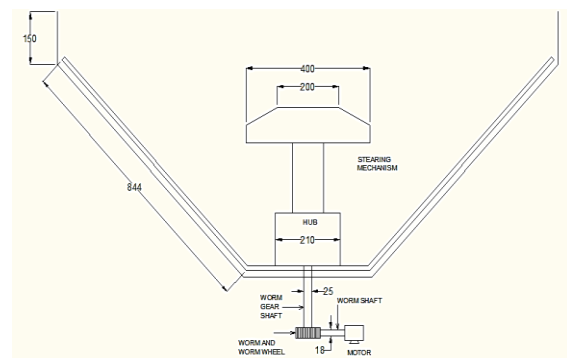 150
400
200
STEARING
MECHANISM
844
HUB
210
25
WORM
GEAR
SHAFT
WORM SHAFT
WORM AND
WORM WHEEL
18
MOTOR